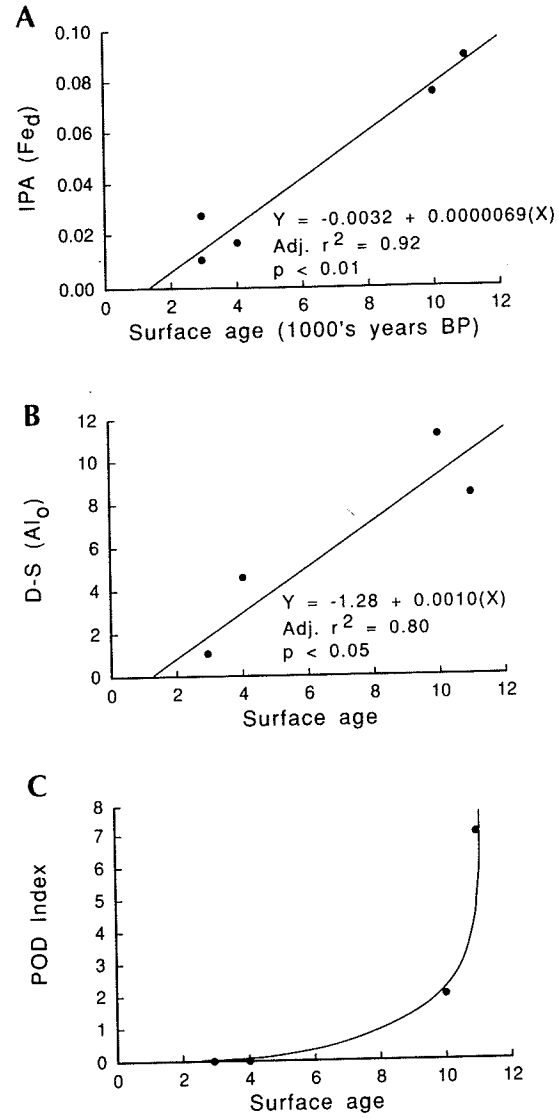 A
0.10
0.08
0.06
0.04
0.02
0.00
IPA (Fed)
Y = -0.0032 + 0.0000069(X)
Adj. r2 = 0.92
p < 0.01
0 2 4 6 8 10 12
Surface age (1000's years BP)
B
12
10
8
6
4
2
0
D-S (Alo)
Y = -1.28 + 0.0010(X)
Adj. r2 = 0.80
p < 0.05
0 2 4 6 8 10 12
Surface age
C
8
7
6
5
4
3
2
1
0
POD Index
0 2 4 6 8 10 12
Surface age